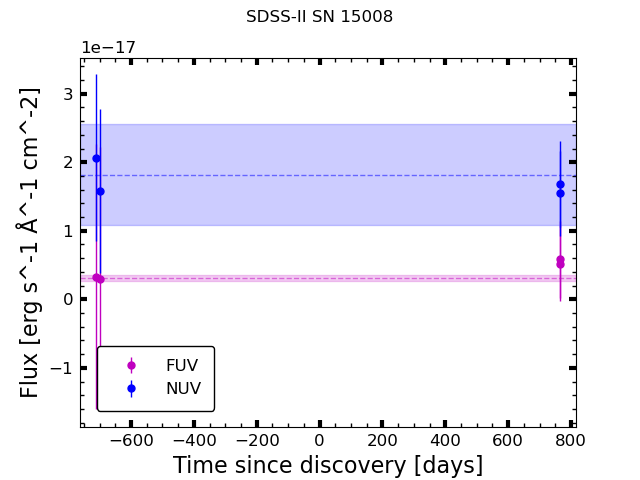 SDSS-II SN 15008
1e−17
3
2
1
0
−1
Flux [erg s^-1 Å^-1 cm^-2]
FUV
NUV
−600 −400 −200 0 200 400 600 800
Time since discovery [days]